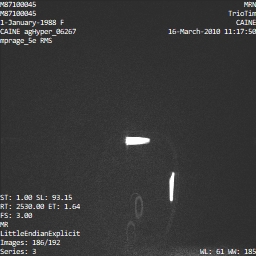 M87100045
M87100045
1-January-1988 F
CAINE agHyper_06267
mprage_5e RMS
MRN
TrioTim
CAINE
16-March-2010 11:17:50
ST: 1.00 SL: 93.15
RT: 2530.00 ET: 1.64
FS: 3.00
MR
LittleEndianExplicit
Images: 186/192
Series: 3
WL: 61 WW: 185